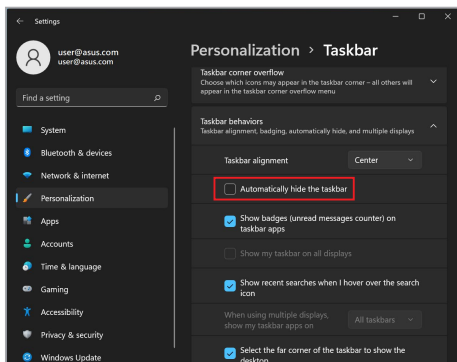 Settings
user@asus.com
user@asus.com
Find a setting
System
Bluetooth & devices
Network & internet
Personalization
Apps
Accounts
Time & language
Gaming
Accessibility
Privacy & security
Windows Update
Personalization > Taskbar
Taskbar corner overflow
Choose which icons may appear in the taskbar corner – all others will
appear in the taskbar corner overflow menu
Taskbar behaviors
Taskbar alignment, badging, automatically hide, and multiple displays
Taskbar alignment
Center
Automatically hide the taskbar
Show badges (unread messages counter) on
taskbar apps
Show my taskbar on all displays
Show recent searches when I hover over the search
icon
When using multiple displays,
show my taskbar apps on
All taskbars
Select the far corner of the taskbar to show the
desktop